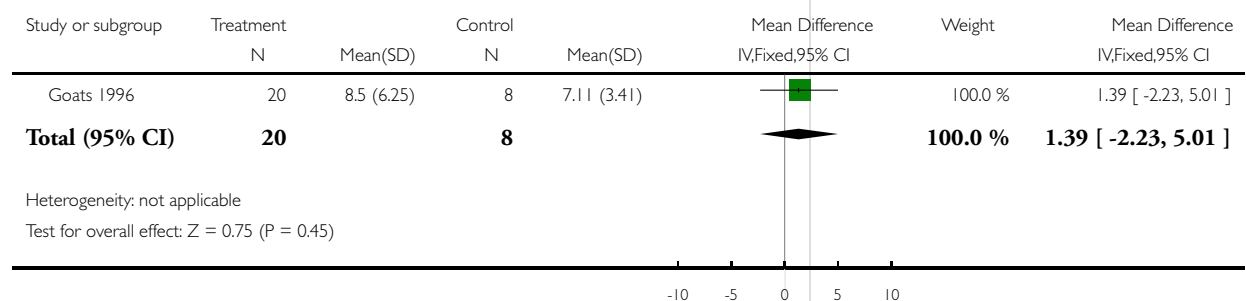 Study or subgroup Treatment Control Mean Difference Weight Mean Difference
N Mean(SD) N Mean(SD) IV,Fixed,95% CI IV,Fixed,95% CI
Goats 1996 20 8.5 (6.25) 8 7.11 (3.41) 100.0 % 1.39 [ -2.23, 5.01 ]
Total (95% CI) 20 8 100.0 % 1.39 [ -2.23, 5.01 ]
Heterogeneity: not applicable
Test for overall effect: Z = 0.75 (P = 0.45)
-10 -5 0 5 10